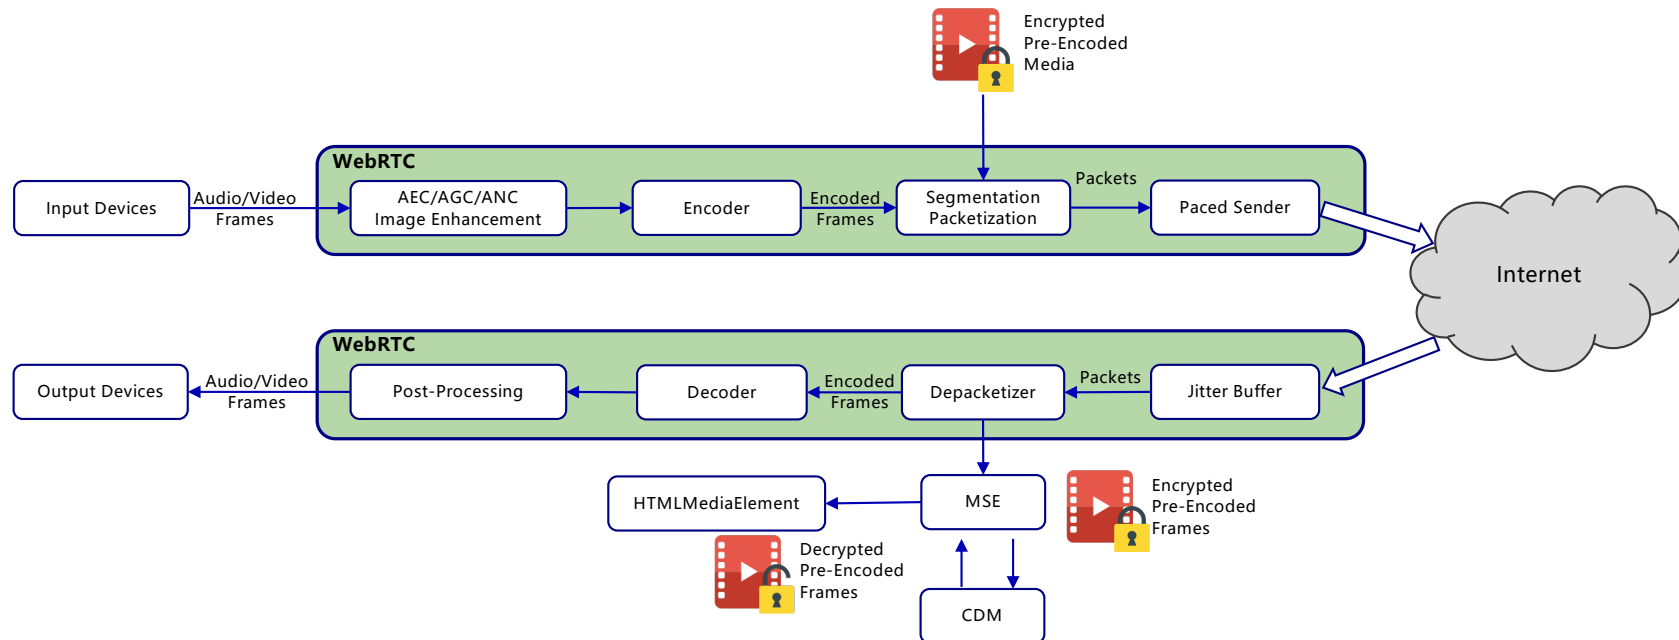 Encrypted
Pre-Encoded
Media
WebRTC
Input Devices
Audio/Video
Frames
AEC/AGC/ANC
Image Enhancement
Encoder
Encoded
Frames
Segmentation
Packetization
Packets
Paced Sender
Internet
WebRTC
Output Devices
Audio/Video
Frames
Post-Processing
Decoder
Encoded
Frames
Depacketizer
Packets
Jitter Buffer
HTMLMediaElement
MSE
Encrypted
Pre-Encoded
Frames
Decrypted
Pre-Encoded
Frames
CDM